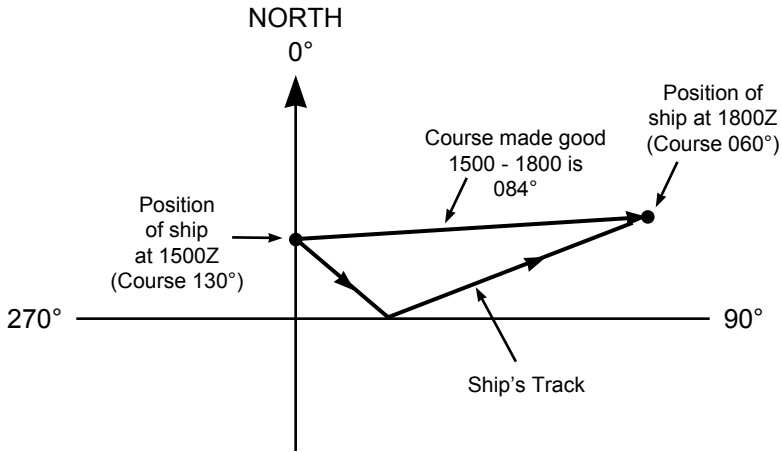 NORTH
0°
Position of
ship at 1800Z
(Course 060°)
Course made good
1500 - 1800 is
084°
Position
of ship
at 1500Z
(Course 130°)
270°
90°
Ship's Track